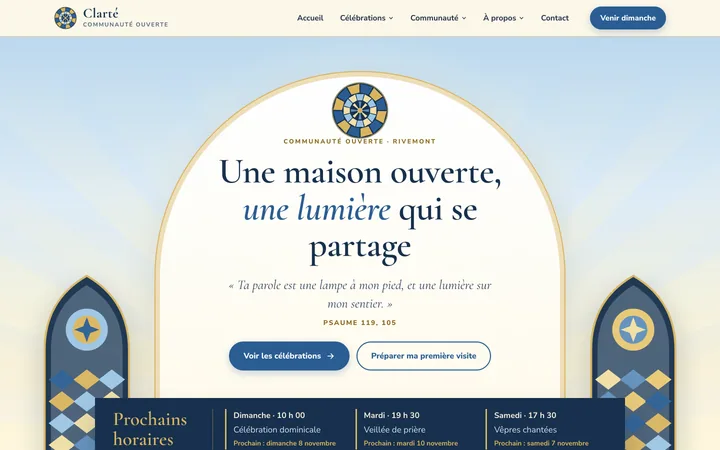 Clarté
COMMUNAUTÉ OUVERTE
Accueil
Célébrations
Communauté
À propos
Contact
Venir dimanche
COMMUNAUTÉ OUVERTE · RIVEMONT
Une maison ouverte,
une lumière qui se
partage
« Ta parole est une lampe à mon pied, et une lumière sur
mon sentier. »
PSAUME 119, 105
Voir les célébrations →
Préparer ma première visite
Prochains
horaires
Dimanche · 10 h 00
Célébration dominicale
Prochain : dimanche 8 novembre
Mardi · 19 h 30
Veillée de prière
Prochain : mardi 10 novembre
Samedi · 17 h 30
Vêpres chantées
Prochain : samedi 7 novembre